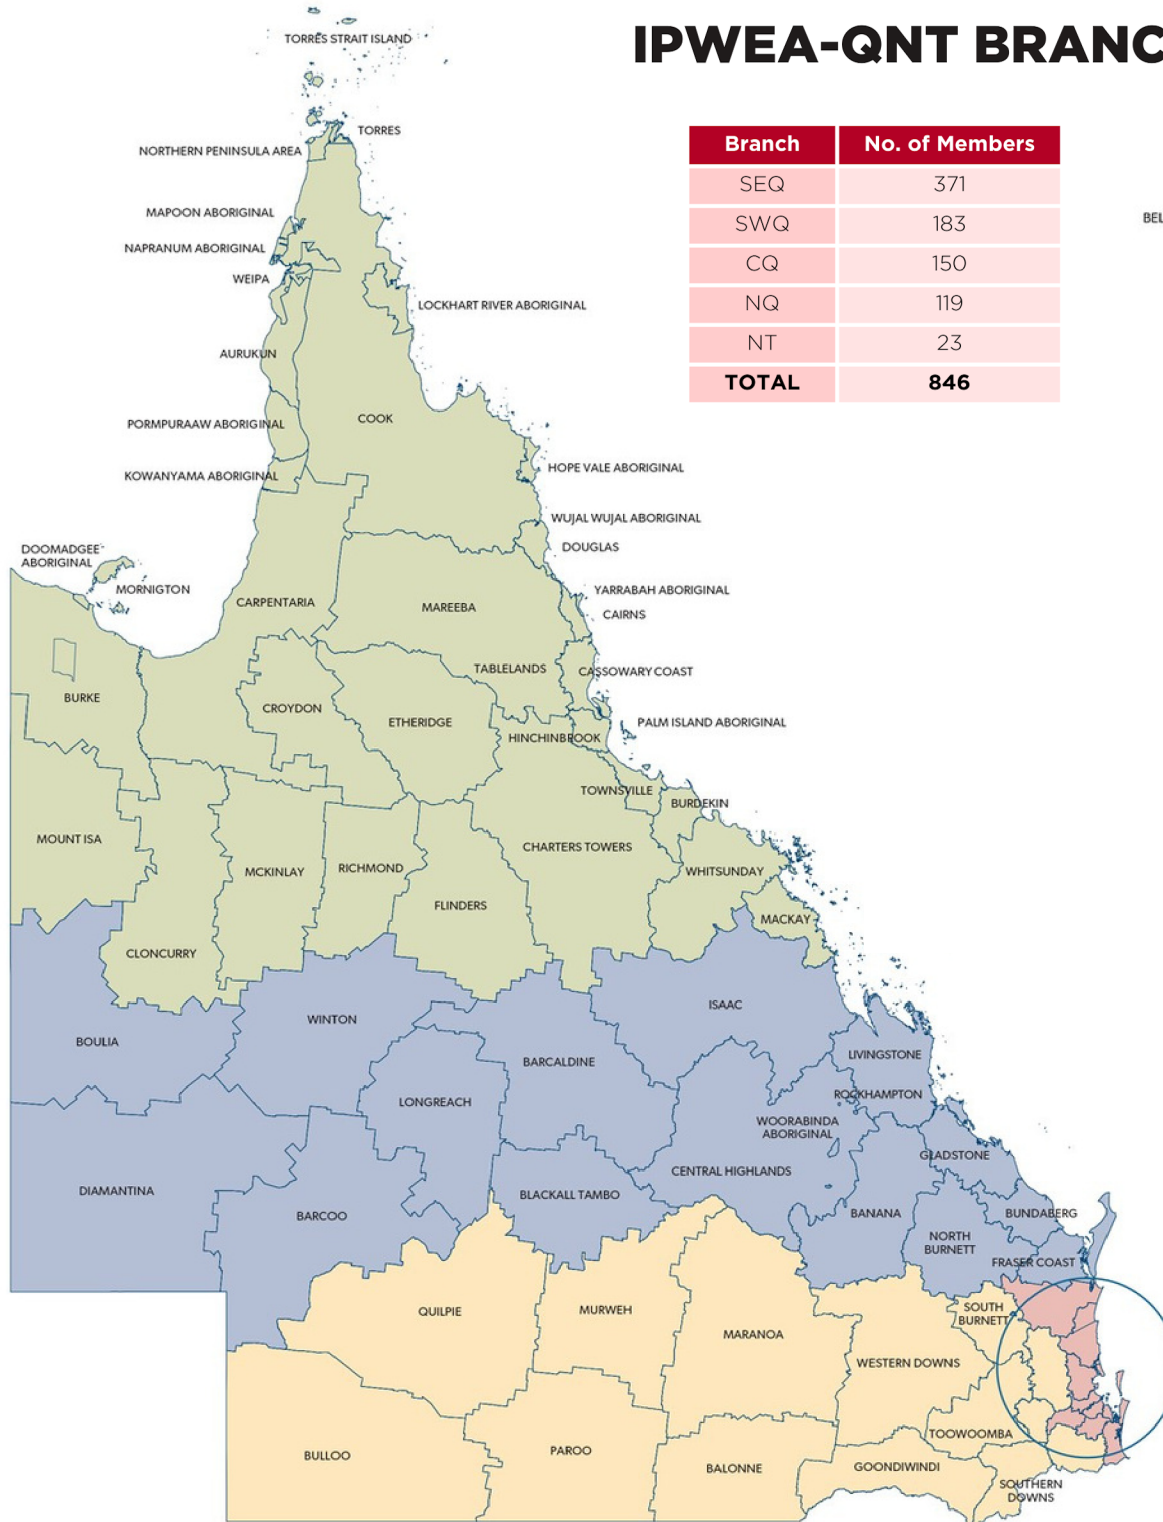 IPWEA-QNT BRANC
Branch No. of Members
SEQ 371
SWQ 183
CQ 150
NQ 119
NT 23
TOTAL 846
BEL
TORRES STRAIT ISLAND
TORRES
NORTHERN PENINSULA AREA
MAPOON ABORIGINAL
NAPRANUM ABORIGINAL
WEIPA
LOCKHART RIVER ABORIGINAL
AURUKUN
COOK
PORMPURAAW ABORIGINAL
HOPE VALE ABORIGINAL
KOWANYAMA ABORIGINAL
WUJAL WUJAL ABORIGINAL
DOUGLAS
DOOMADGEE
ABORIGINAL
MORNIGTON
YARRABAH ABORIGINAL
CARPENTARIA
MAREEBA
CAIRNS
TABLELANDS
CASSOWARY COAST
BURKE
CROYDON
ETHERIDGE
PALM ISLAND ABORIGINAL
HINCHINBROOK
TOWNSVILLE
BURDEKIN
MOUNT ISA
CHARTERS TOWERS
MCKINLAY
RICHMOND
WHITSUNDAY
FLINDERS
MACKAY
CLONCURRY
ISAAC
WINTON
BOULIA
LIVINGSTONE
BARCALDINE
ROCKHAMPTON
LONGREACH
WOORABINDA
ABORIGINAL
GLADSTONE
CENTRAL HIGHLANDS
DIAMANTINA
BLACKALL TAMBO
BARCOO
BANANA
BUNDABERG
NORTH
BURNETT
FRASER COAST
QUILPIE
MURWEH
SOUTH
BURNETT
MARANOA
WESTERN DOWNS
TOOWOOMBA
BULLOO
PAROO
BALONNE
GOONDIWINDI
SOUTHERN
DOWNS